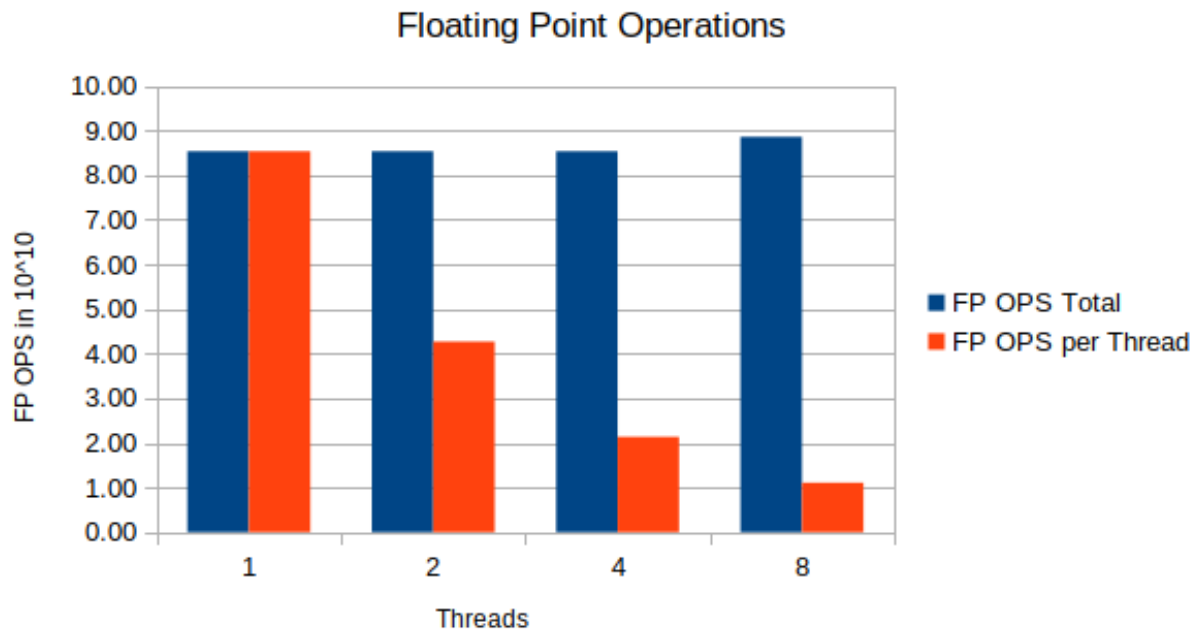 Floating Point Operations
10.00
9.00
8.00
7.00
6.00
5.00
4.00
3.00
2.00
1.00
0.00
FP OPS in 10^10
1 2 4 8
Threads
FP OPS Total
FP OPS per Thread